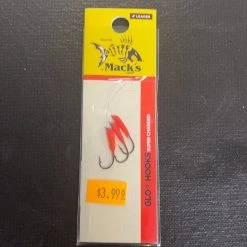 4' LEADER
Mack's
GLO HOOKS SUPER CHARGED
$3.99